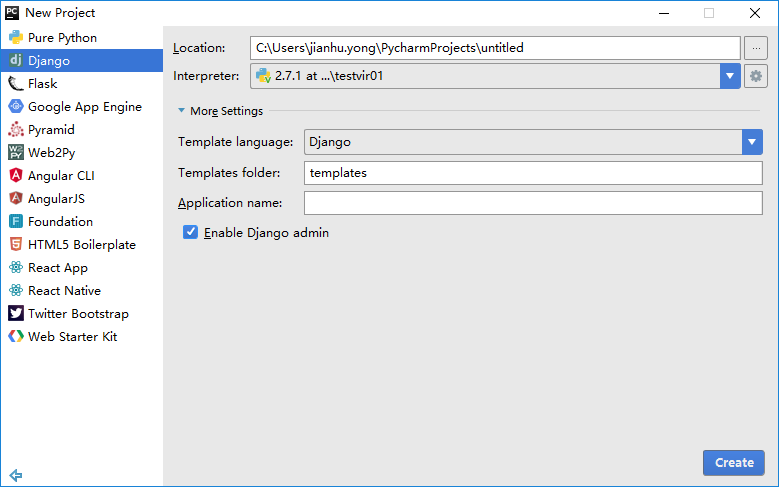 New Project
Pure Python
Django
Flask
Google App Engine
Pyramid
Web2Py
Angular CLI
AngularJS
Foundation
HTML5 Boilerplate
React App
React Native
Twitter Bootstrap
Web Starter Kit
Location: C:\Users\jianhu.yong\PycharmProjects\untitled ...
Interpreter: 2.7.1 at ...\testvir01
More Settings
Template language: Django
Templates folder: templates
Application name:
Enable Django admin
Create